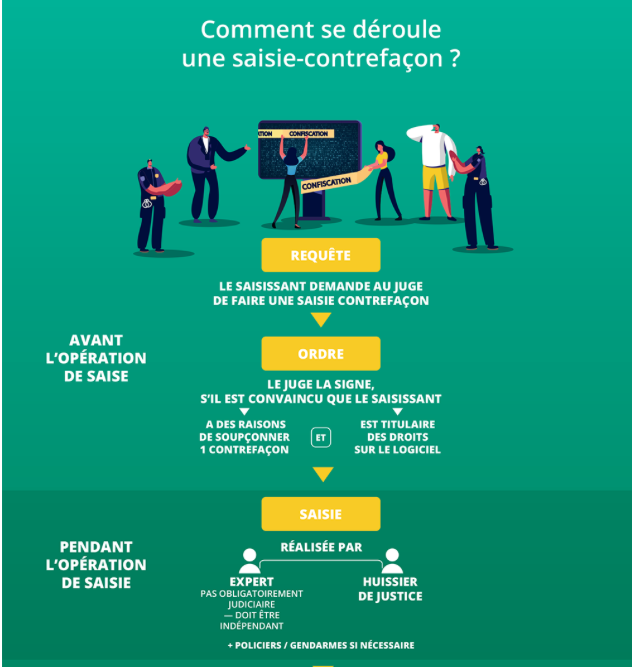 Comment se déroule
une saisie-contrefaçon ?
TION CONFISCATION
CONFISCATION
REQUÊTE
LE SAISISSANT DEMANDE AU JUGE
DE FAIRE UNE SAISIE CONTREFAÇON
AVANT
L'OPÉRATION
DE SAISE
ORDRE
LE JUGE LA SIGNE,
S'IL EST CONVAINCU QUE LE SAISISSANT
A DES RAISONS
DE SOUPÇONNER
1 CONTREFAÇON
ET
EST TITULAIRE
DES DROITS
SUR LE LOGICIEL
SAISIE
PENDANT
L'OPÉRATION
DE SAISIE
RÉALISÉE PAR
EXPERT
PAS OBLIGATOIREMENT
JUDICIAIRE
— DOIT ÊTRE
INDÉPENDANT
HUISSIER
DE JUSTICE
+ POLICIERS / GENDARMES SI NÉCESSAIRE